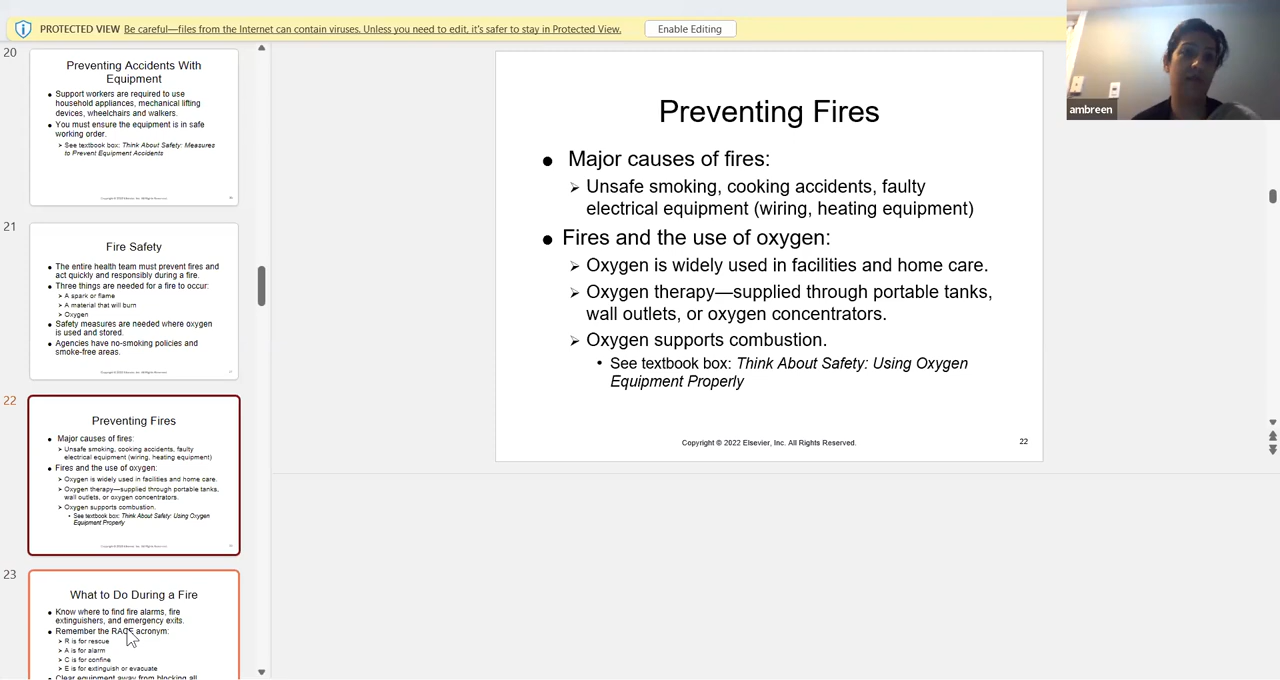 PROTECTED VIEW Be careful—files from the Internet can contain viruses. Unless you need to edit, it's safer to stay in Protected View. Enable Editing
ambreen
20
Preventing Accidents With
Equipment
● Support workers are required to use
household appliances, mechanical lifting
devices, wheelchairs and walkers.
● You must ensure the equipment is in safe
working order.
➢ See textbook box: Think About Safety: Measures
to Prevent Equipment Accidents
Copyright © 2022 Elsevier, Inc. All Rights Reserved.
21
Fire Safety
● The entire health team must prevent fires and
act quickly and responsibly during a fire.
● Three things are needed for a fire to occur:
➢ A spark or flame
➢ A material that will burn
➢ Oxygen
● Safety measures are needed where oxygen
is used and stored.
● Agencies have no-smoking policies and
smoke-free areas.
Copyright © 2022 Elsevier, Inc. All Rights Reserved.
22
Preventing Fires
● Major causes of fires:
➢ Unsafe smoking, cooking accidents, faulty
electrical equipment (wiring, heating equipment)
● Fires and the use of oxygen:
➢ Oxygen is widely used in facilities and home care.
➢ Oxygen therapy—supplied through portable tanks,
wall outlets, or oxygen concentrators.
➢ Oxygen supports combustion.
• See textbook box: Think About Safety: Using Oxygen
Equipment Properly
Copyright © 2022 Elsevier, Inc. All Rights Reserved.
23
What to Do During a Fire
● Know where to find fire alarms, fire
extinguishers, and emergency exits.
● Remember the RACE acronym:
➢ R is for rescue
➢ A is for alarm
➢ C is for confine
➢ E is for extinguish or evacuate
● Clear equipment away from blocking all
Preventing Fires
● Major causes of fires:
➢ Unsafe smoking, cooking accidents, faulty
electrical equipment (wiring, heating equipment)
● Fires and the use of oxygen:
➢ Oxygen is widely used in facilities and home care.
➢ Oxygen therapy—supplied through portable tanks,
wall outlets, or oxygen concentrators.
➢ Oxygen supports combustion.
• See textbook box: Think About Safety: Using Oxygen
Equipment Properly
Copyright © 2022 Elsevier, Inc. All Rights Reserved.
22